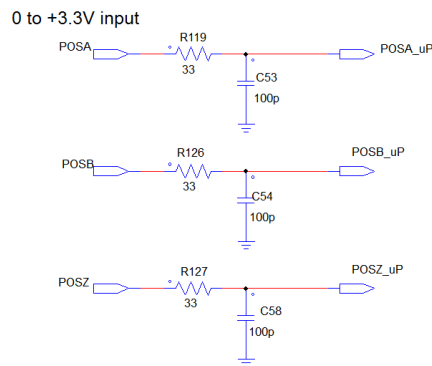 0 to +3.3V input
R119
POSA
POSA_uP
33
C53
100p
R126
POSB_uP
POSB
33
C54
100p
R127
POSZ_uP
POSZ
33
C58
100p